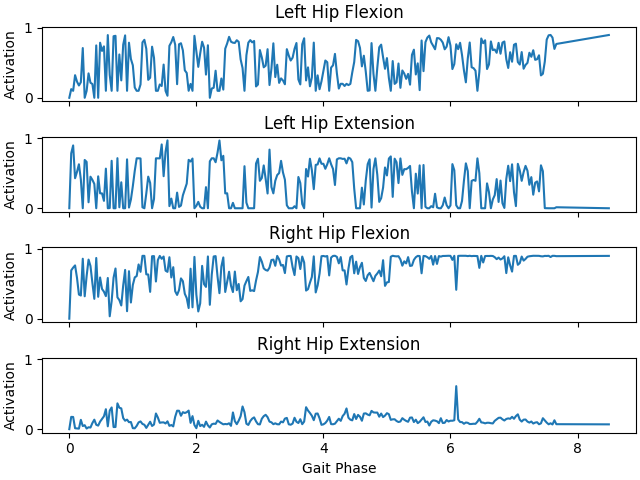 Left Hip Flexion
1
0
Activation
Left Hip Extension
1
0
Activation
Right Hip Flexion
1
0
Activation
Right Hip Extension
1
0
Activation
0 2 4 6 8
Gait Phase